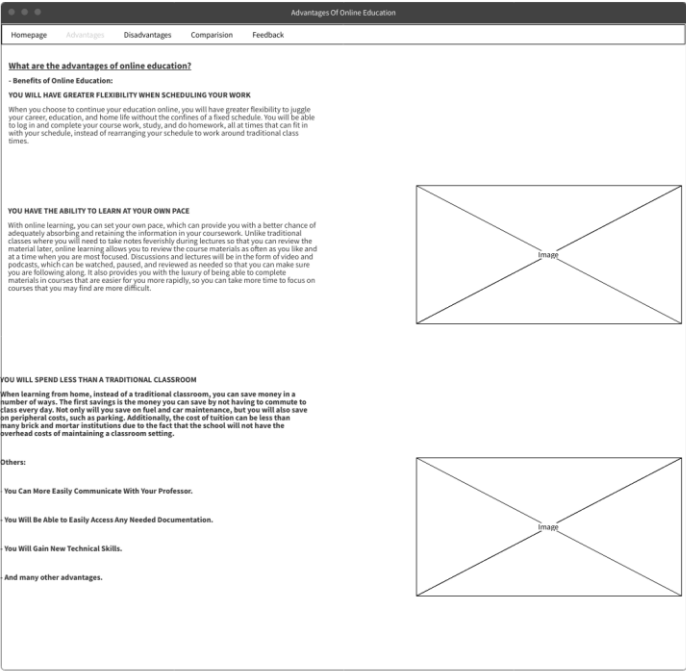 Advantages Of Online Education
Homepage Advantages Disadvantages Comparision Feedback
What are the advantages of online education?
- Benefits of Online Education:
YOU WILL HAVE GREATER FLEXIBILITY WHEN SCHEDULING YOUR WORK
When you choose to continue your education online, you will have greater flexibility to juggle
your career, education, and home life without the confines of a fixed schedule. You will be able
to log in and complete your course work, study, and do homework, all at times that can fit in
with your schedule, instead of rearranging your schedule to work around traditional class
times.
YOU HAVE THE ABILITY TO LEARN AT YOUR OWN PACE
With online learning, you can set your own pace, which can provide you with a better chance of
adequately absorbing and retaining the information in your coursework. Unlike traditional
classes where you will need to take notes feverishly during lectures so that you can review the
material later, online learning allows you to review the course materials as often as you like and
at a time when you are most focused. Discussions and lectures will be in the form of video and
podcasts, which can be watched, paused, and reviewed as needed so that you can make sure
you are following along. It also provides you with the luxury of being able to complete
materials in courses that are easier for you more rapidly, so you can take more time to focus on
courses that you may find are more difficult.
Image
YOU WILL SPEND LESS THAN A TRADITIONAL CLASSROOM
When learning from home, instead of a traditional classroom, you can save money in a
number of ways. The first savings is the money you can save by not having to commute to
class every day. Not only will you save on fuel and car maintenance, but you will also save
on peripheral costs, such as parking. Additionally, the cost of tuition can be less than
many brick and mortar institutions due to the fact that the school will not have the
overhead costs of maintaining a classroom setting.
Others:
- You Can More Easily Communicate With Your Professor.
- You Will Be Able to Easily Access Any Needed Documentation.
- You Will Gain New Technical Skills.
- And many other advantages.
Image